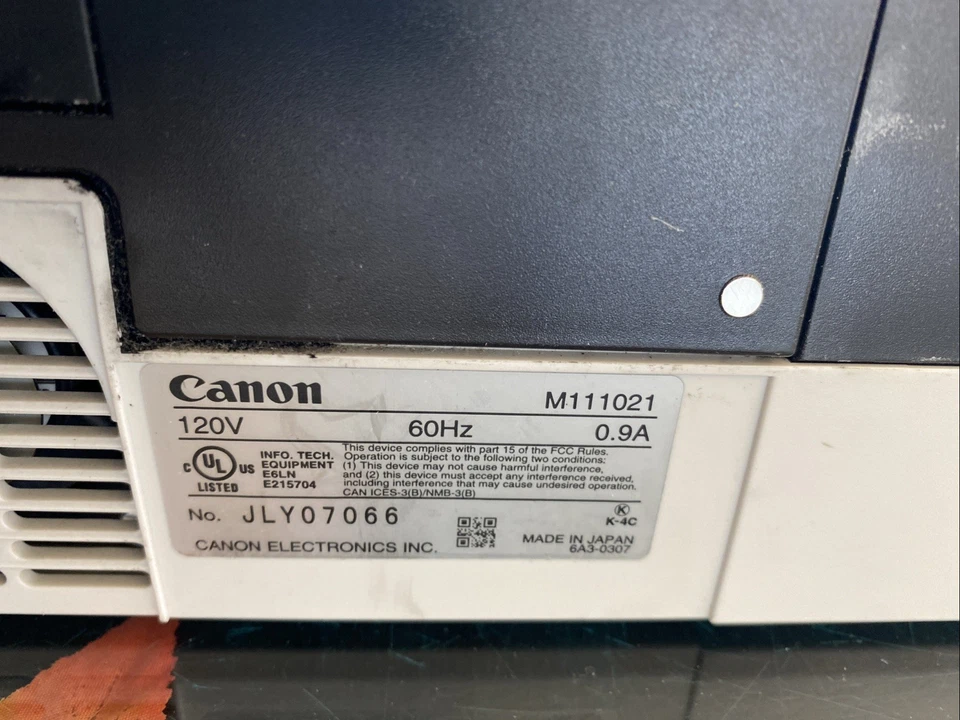 Canon
M111021
120V 60Hz 0.9A
C UL US LISTED
INFO. TECH.
EQUIPMENT
E6LN
E215704
This device complies with part 15 of the FCC Rules.
Operation is subject to the following two conditions:
(1) This device may not cause harmful interference,
and (2) this device must accept any interference received,
including interference that may cause undesired operation.
CAN ICES-3(B)/NMB-3(B)
No. JLY07066
K
K-4C
CANON ELECTRONICS INC.
MADE IN JAPAN
6A3-0307